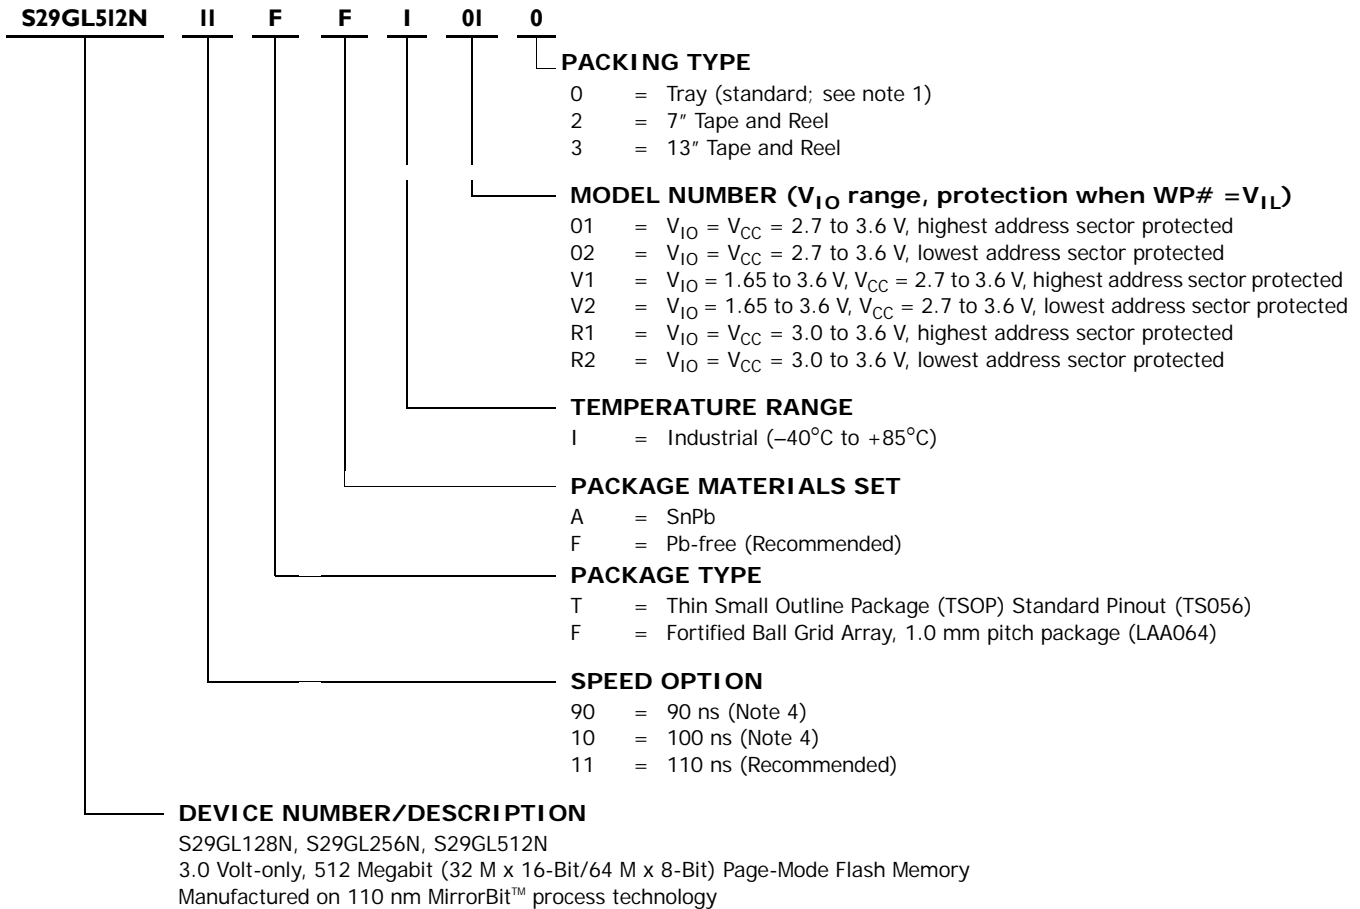 S29GL512N 11 F F I 01 0
PACKING TYPE
0 = Tray (standard; see note 1)
2 = 7″ Tape and Reel
3 = 13″ Tape and Reel
MODEL NUMBER (VIO range, protection when WP# =VIL)
01 = VIO = VCC = 2.7 to 3.6 V, highest address sector protected
02 = VIO = VCC = 2.7 to 3.6 V, lowest address sector protected
V1 = VIO = 1.65 to 3.6 V, VCC = 2.7 to 3.6 V, highest address sector protected
V2 = VIO = 1.65 to 3.6 V, VCC = 2.7 to 3.6 V, lowest address sector protected
R1 = VIO = VCC = 3.0 to 3.6 V, highest address sector protected
R2 = VIO = VCC = 3.0 to 3.6 V, lowest address sector protected
TEMPERATURE RANGE
I = Industrial (–40°C to +85°C)
PACKAGE MATERIALS SET
A = SnPb
F = Pb-free (Recommended)
PACKAGE TYPE
T = Thin Small Outline Package (TSOP) Standard Pinout (TS056)
F = Fortified Ball Grid Array, 1.0 mm pitch package (LAA064)
SPEED OPTION
90 = 90 ns (Note 4)
10 = 100 ns (Note 4)
11 = 110 ns (Recommended)
DEVICE NUMBER/DESCRIPTION
S29GL128N, S29GL256N, S29GL512N
3.0 Volt-only, 512 Megabit (32 M x 16-Bit/64 M x 8-Bit) Page-Mode Flash Memory
Manufactured on 110 nm MirrorBit™ process technology